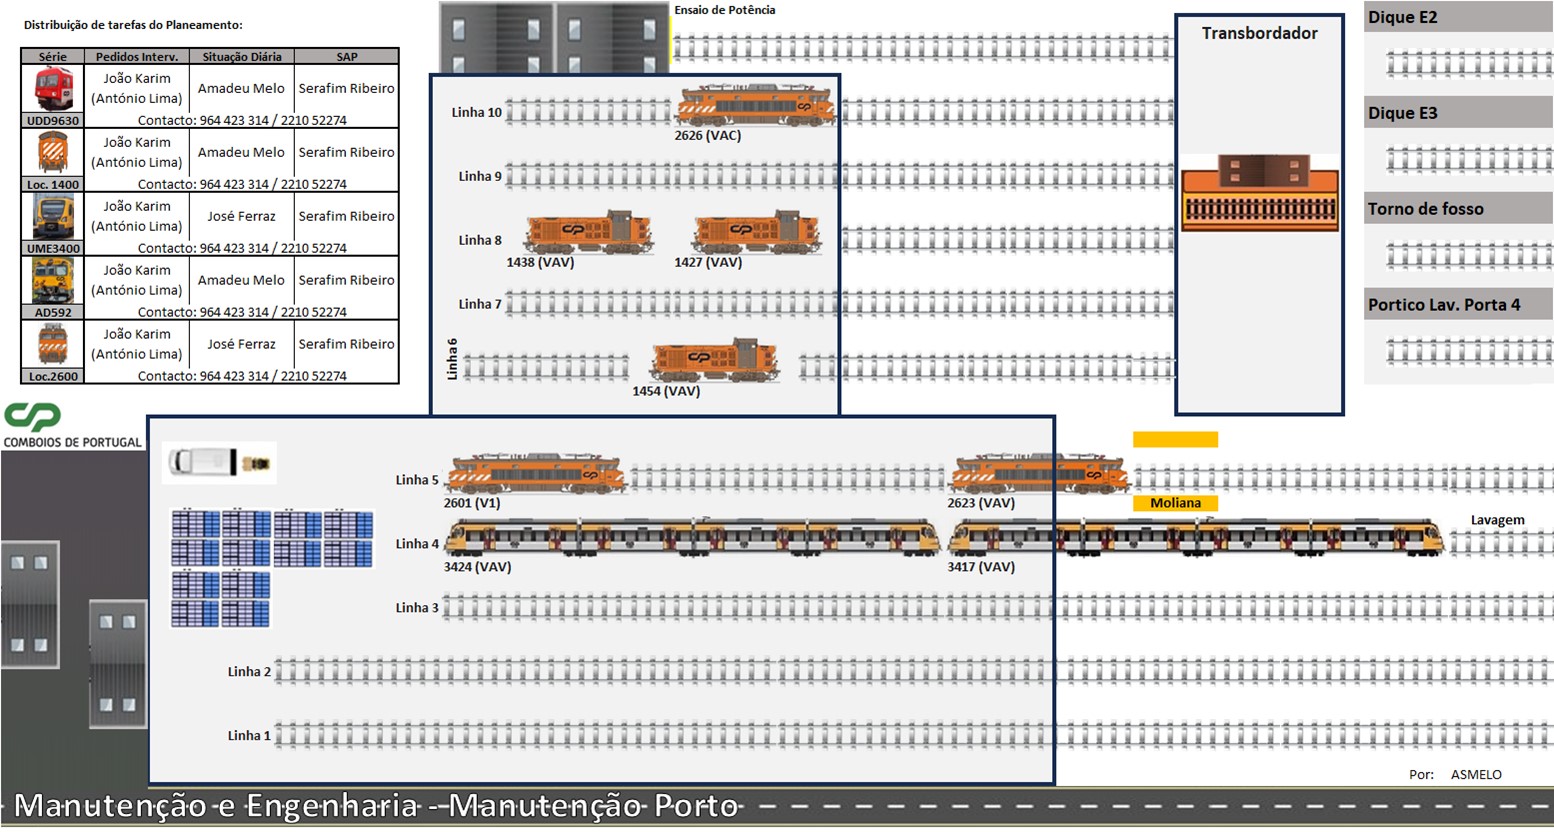 Distribuição de tarefas do Planeamento:
Série Pedidos Interv. Situação Diária SAP
João Karim
(António Lima) Amadeu Melo Serafim Ribeiro
UDD9630 Contacto: 964 423 314 / 2210 52274
João Karim
(António Lima) Amadeu Melo Serafim Ribeiro
Loc. 1400 Contacto: 964 423 314 / 2210 52274
João Karim
(António Lima) José Ferraz Serafim Ribeiro
UME3400 Contacto: 964 423 314 / 2210 52274
João Karim
(António Lima) Amadeu Melo Serafim Ribeiro
AD592 Contacto: 964 423 314 / 2210 52274
João Karim
(António Lima) José Ferraz Serafim Ribeiro
Loc.2600 Contacto: 964 423 314 / 2210 52274
CP
COMBOIOS DE PORTUGAL
Ensaio de Potência
Linha 10
2626 (VAC)
Linha 9
Linha 8
1438 (VAV) 1427 (VAV)
Linha 7
Linha 6
1454 (VAV)
Transbordador
Dique E2
Dique E3
Torno de fosso
Portico Lav. Porta 4
Linha 5
2601 (V1) 2623 (VAV)
Moliana
Lavagem
Linha 4
3424 (VAV) 3417 (VAV)
Linha 3
Linha 2
Linha 1
Por: ASMELO
Manutenção e Engenharia - Manutenção Porto